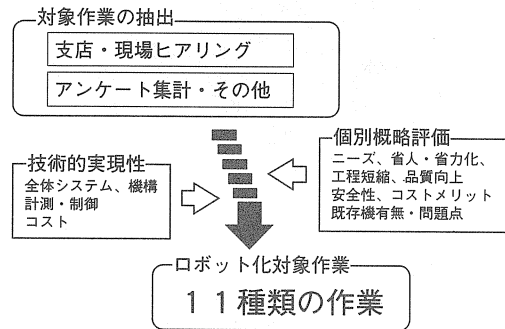 対象作業の抽出
支店・現場ヒアリング
アンケート集計・その他
技術的実現性
全体システム、機構
計測・制御
コスト
個別概略評価
ニーズ、省人・省力化、
工程短縮、品質向上
安全性、コストメリット
既存機有無・問題点
ロボット化対象作業
１１種類の作業